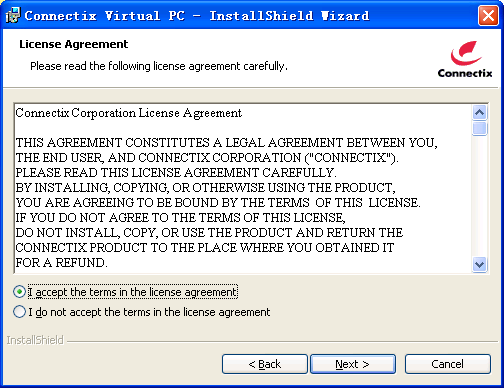 Connectix Virtual PC - InstallShield Wizard
License Agreement
Please read the following license agreement carefully.
Connectix
Connectix Corporation License Agreement
THIS AGREEMENT CONSTITUTES A LEGAL AGREEMENT BETWEEN YOU,
THE END USER, AND CONNECTIX CORPORATION ("CONNECTIX").
PLEASE READ THIS LICENSE AGREEMENT CAREFULLY.
BY INSTALLING, COPYING, OR OTHERWISE USING THE PRODUCT,
YOU ARE AGREEING TO BE BOUND BY THE TERMS OF THIS LICENSE.
IF YOU DO NOT AGREE TO THE TERMS OF THIS LICENSE,
DO NOT INSTALL, COPY, OR USE THE PRODUCT AND RETURN THE
CONNECTIX PRODUCT TO THE PLACE WHERE YOU OBTAINED IT
FOR A REFUND.
I accept the terms in the license agreement
I do not accept the terms in the license agreement
InstallShield
< Back
Next >
Cancel